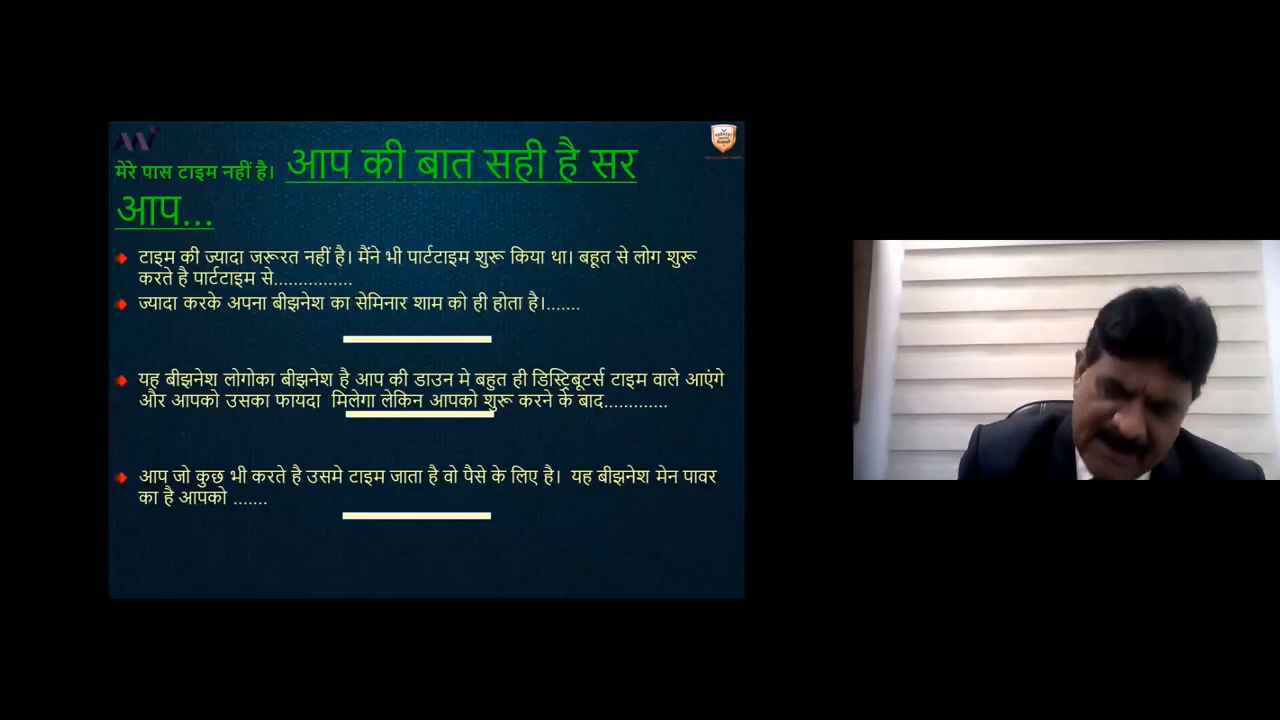 मेरे पास टाइम नहीं है। आप की बात सही है सर
आप...
टाइम की ज्यादा जरूरत नहीं है। मैंने भी पार्टटाइम शुरू किया था। बहूत से लोग शुरू
करते है पार्टटाइम से................
ज्यादा करके अपना बीझनेश का सेमिनार शाम को ही होता है।.......
यह बीझनेश लोगोका बीझनेश है आप की डाउन मे बहुत ही डिस्ट्रिबूटर्स टाइम वाले आएंगे
और आपको उसका फायदा मिलेगा लेकिन आपको शुरू करने के बाद.............
आप जो कुछ भी करते है उसमे टाइम जाता है वो पैसे के लिए है। यह बीझनेश मेन पावर
का है आपको .......